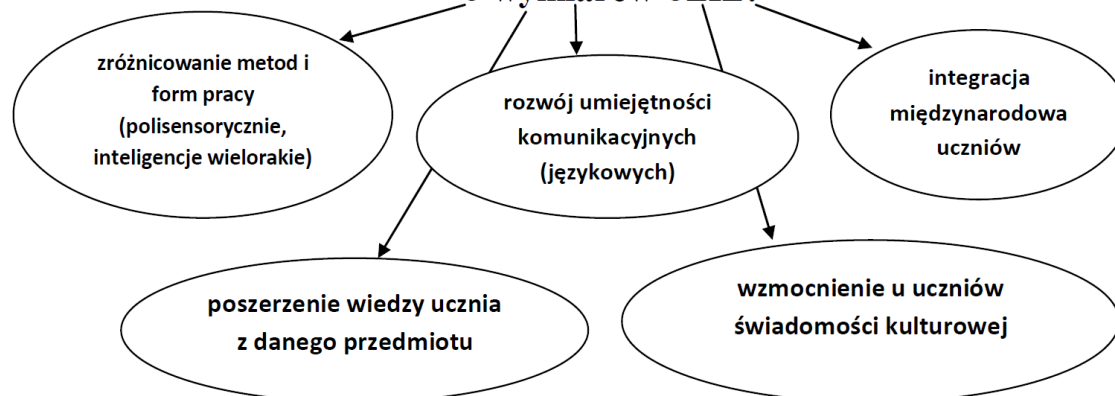 wymiarów
zróżnicowanie metod i
form pracy
(polisensorycznie,
inteligencje wielorakie)
rozwój umiejętności
komunikacyjnych
(językowych)
integracja
międzynarodowa
uczniów
poszerzenie wiedzy ucznia
z danego przedmiotu
wzmocnienie u uczniów
świadomości kulturowej